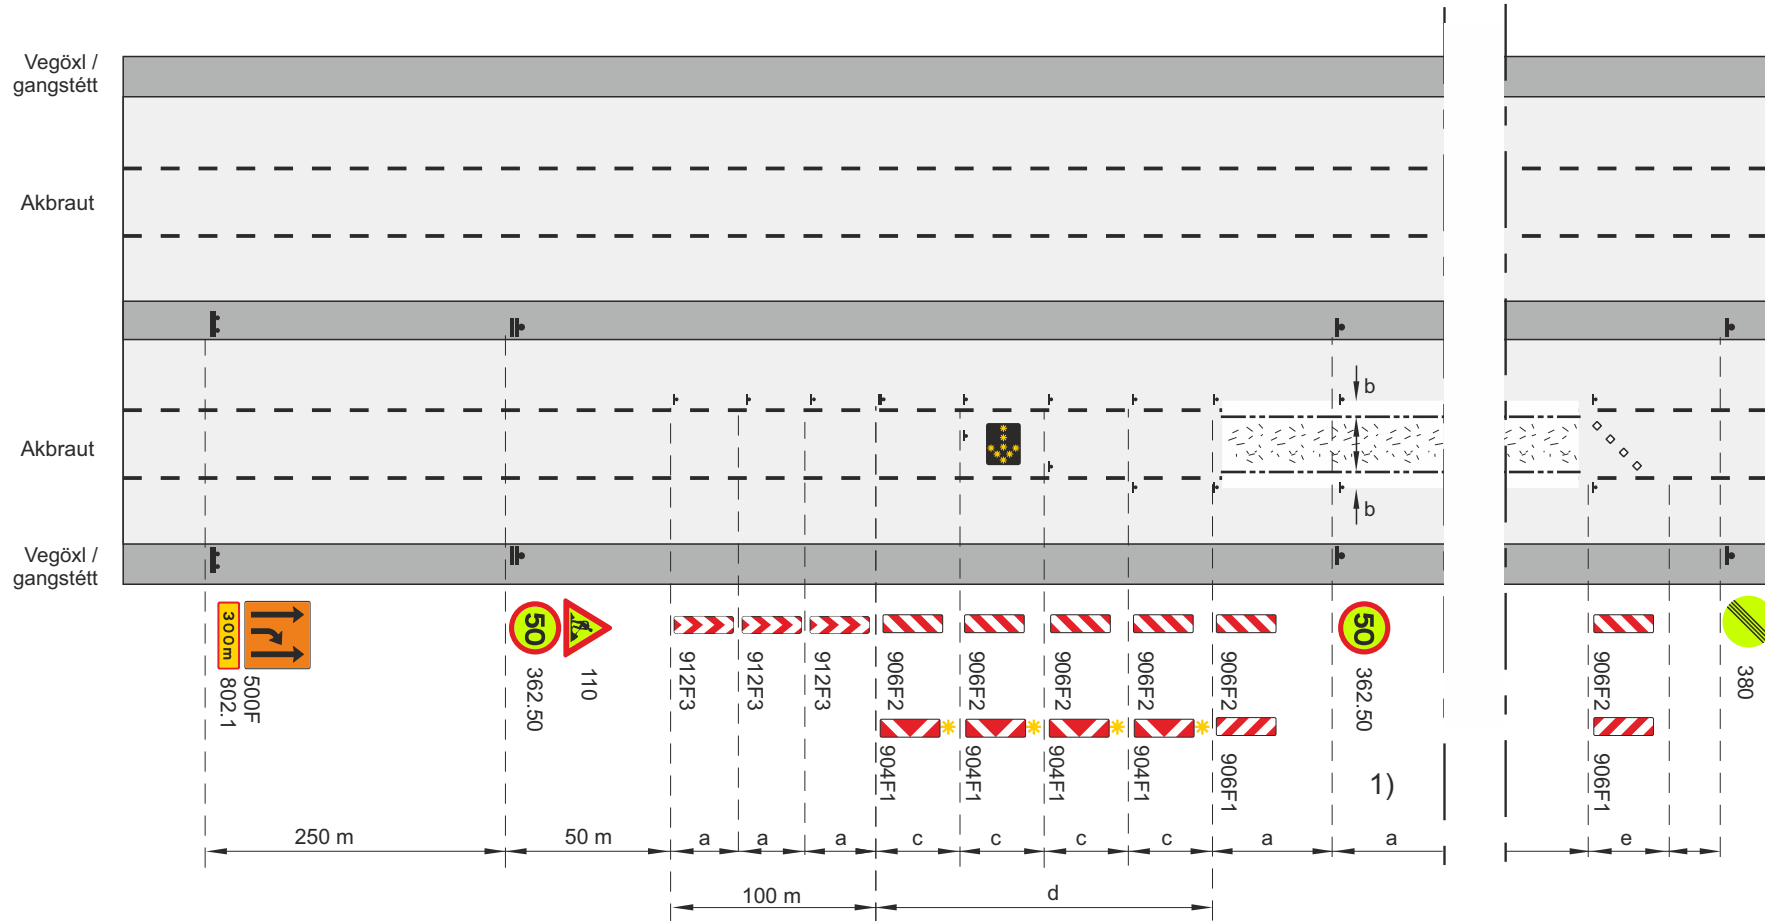 Vegöxl /
gangstétt
Akbraut
Akbraut
b
b
Vegöxl /
gangstétt
300m
802.1
500F
50
362.50
110
912F3
912F3
912F3
906F2
906F2
906F2
906F2
906F2
50
362.50
906F2
380
904F1
904F1
904F1
904F1
906F1
1)
906F1
250 m
50 m
a
a
a
c
c
c
c
a
a
e
100 m
d